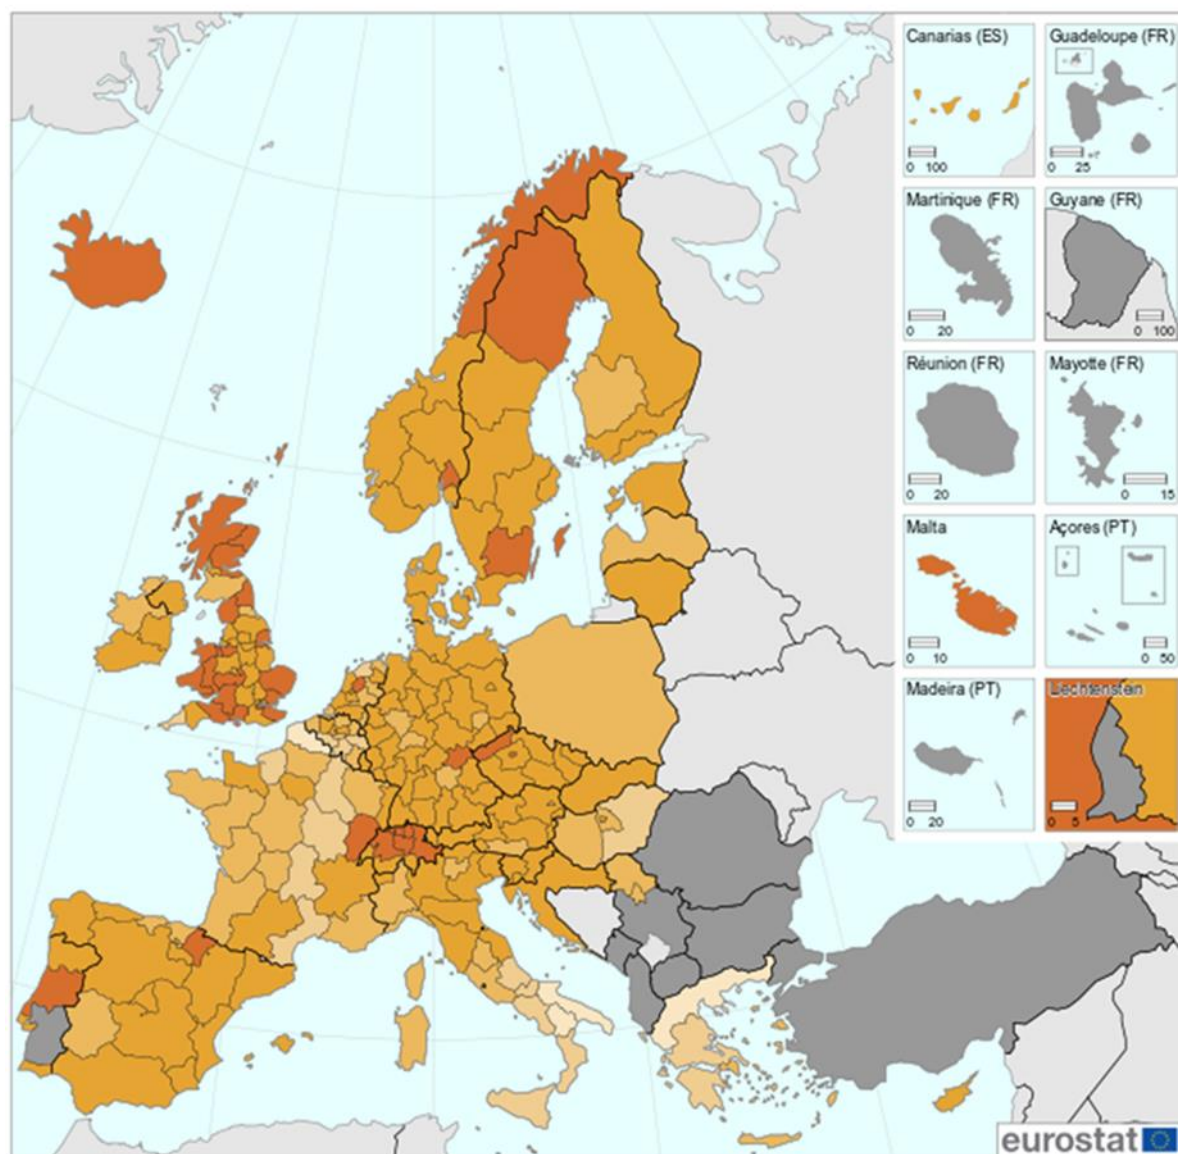 Canarias (ES)
0 100
Guadeloupe (FR)
0 25
Martinique (FR)
0 20
Guyane (FR)
0 100
Réunion (FR)
0 20
Mayotte (FR)
0 15
Malta
0 10
Açores (PT)
0 50
Madeira (PT)
0 20
Liechtenstein
0 5
eurostat